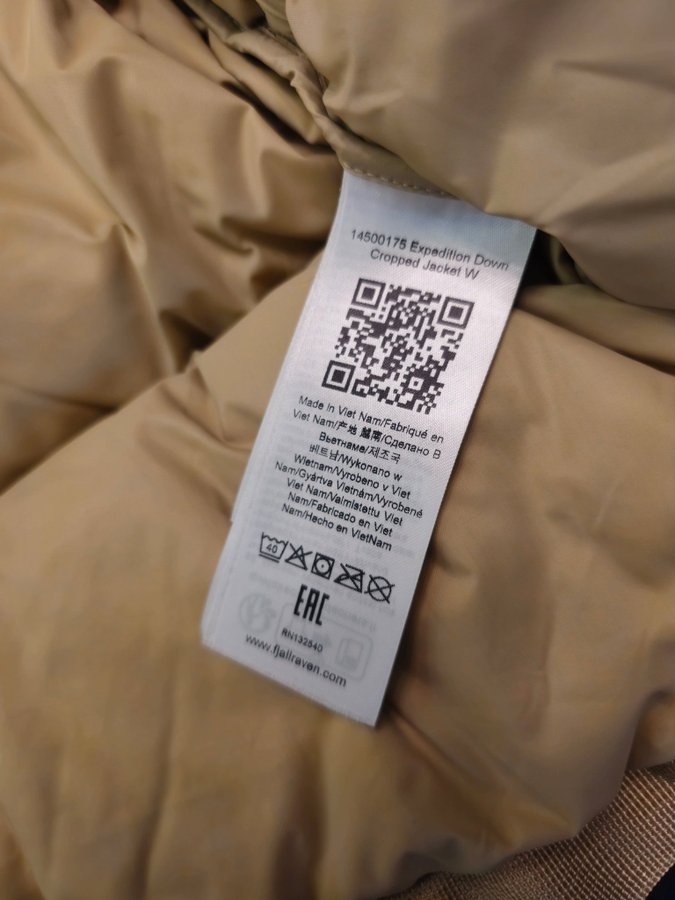 14500175 Expedition Down
Cropped Jacket W
Made in Viet Nam/Fabriqué en
Viet Nam/产地 越南/Сделано В
Вьетнаме/제조국
베트남/Wykonano w
Wietnam/Vyrobeno v Viet
Nam/Gyártva Vietnám/Vyrobené
Viet Nam/Valmistettu Viet
Nam/Fabricado en Viet
Nam/Hecho en VietNam
40
EAC
RN132540
www.fjallraven.com